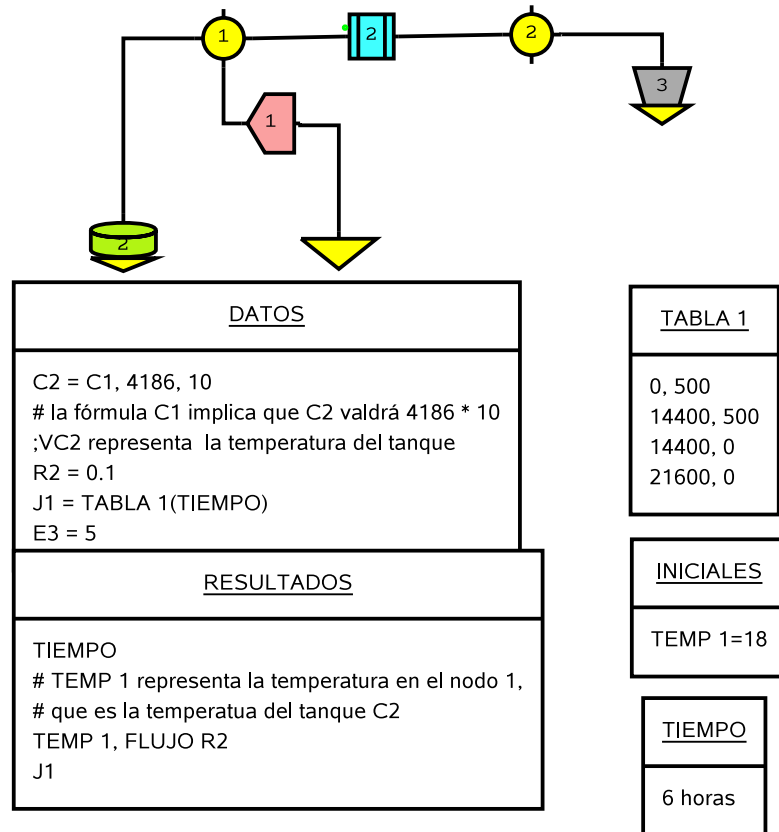 1
2
2
3
1
2
DATOS
C2 = C1, 4186, 10
# la fórmula C1 implica que C2 valdrá 4186 * 10
;VC2 representa  la temperatura del tanque
R2 = 0.1
J1 = TABLA 1(TIEMPO)
E3 = 5
RESULTADOS
TIEMPO
# TEMP 1 representa la temperatura en el nodo 1,
# que es la temperatua del tanque C2
TEMP 1, FLUJO R2
J1
TABLA 1
0, 500
14400, 500
14400, 0
21600, 0
INICIALES
TEMP 1=18
TIEMPO
6 horas